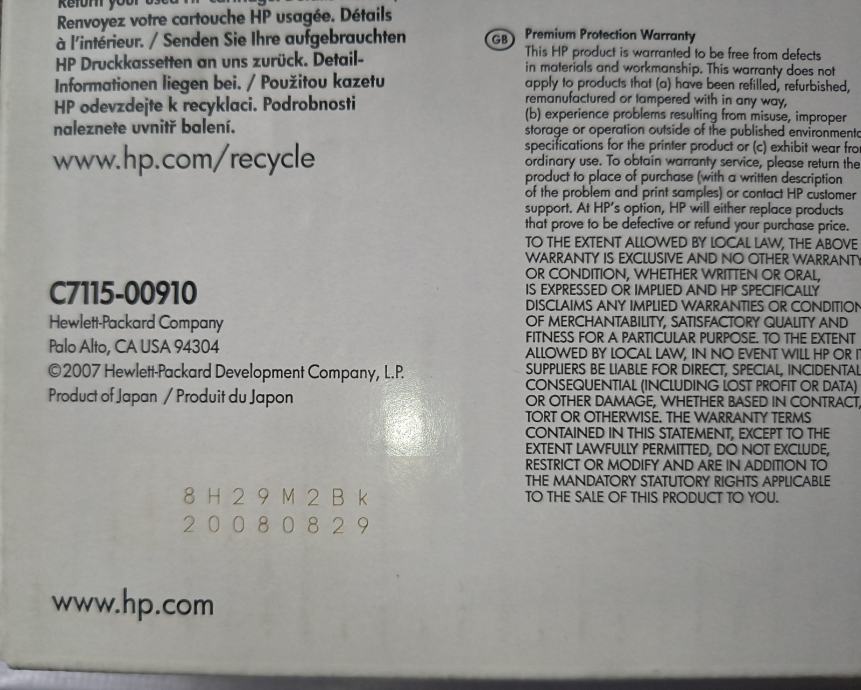 Return your used HP
Renvoyez votre cartouche HP usagée. Détails
à l'intérieur. / Senden Sie Ihre aufgebrauchten
HP Druckkassetten an uns zurück. Detail-
Informationen liegen bei. / Použitou kazetu
HP odevzdejte k recyklaci. Podrobnosti
naleznete uvnitř balení.
www.hp.com/recycle
C7115-00910
Hewlett-Packard Company
Palo Alto, CA USA 94304
©2007 Hewlett-Packard Development Company, L.P.
Product of Japan / Produit du Japon
8H29M2Bk
20080829
www.hp.com
GB Premium Protection Warranty
This HP product is warranted to be free from defects
in materials and workmanship. This warranty does not
apply to products that (a) have been refilled, refurbished,
remanufactured or tampered with in any way,
(b) experience problems resulting from misuse, improper
storage or operation outside of the published environmenta
specifications for the printer product or (c) exhibit wear from
ordinary use. To obtain warranty service, please return the
product to place of purchase (with a written description
of the problem and print samples) or contact HP customer
support. At HP's option, HP will either replace products
that prove to be defective or refund your purchase price.
TO THE EXTENT ALLOWED BY LOCAL LAW, THE ABOVE
WARRANTY IS EXCLUSIVE AND NO OTHER WARRANTY
OR CONDITION, WHETHER WRITTEN OR ORAL,
IS EXPRESSED OR IMPLIED AND HP SPECIFICALLY
DISCLAIMS ANY IMPLIED WARRANTIES OR CONDITION
OF MERCHANTABILITY, SATISFACTORY QUALITY AND
FITNESS FOR A PARTICULAR PURPOSE. TO THE EXTENT
ALLOWED BY LOCAL LAW, IN NO EVENT WILL HP OR IT
SUPPLIERS BE LIABLE FOR DIRECT, SPECIAL, INCIDENTAL
CONSEQUENTIAL (INCLUDING LOST PROFIT OR DATA)
OR OTHER DAMAGE, WHETHER BASED IN CONTRACT,
TORT OR OTHERWISE. THE WARRANTY TERMS
CONTAINED IN THIS STATEMENT, EXCEPT TO THE
EXTENT LAWFULLY PERMITTED, DO NOT EXCLUDE,
RESTRICT OR MODIFY AND ARE IN ADDITION TO
THE MANDATORY STATUTORY RIGHTS APPLICABLE
TO THE SALE OF THIS PRODUCT TO YOU.